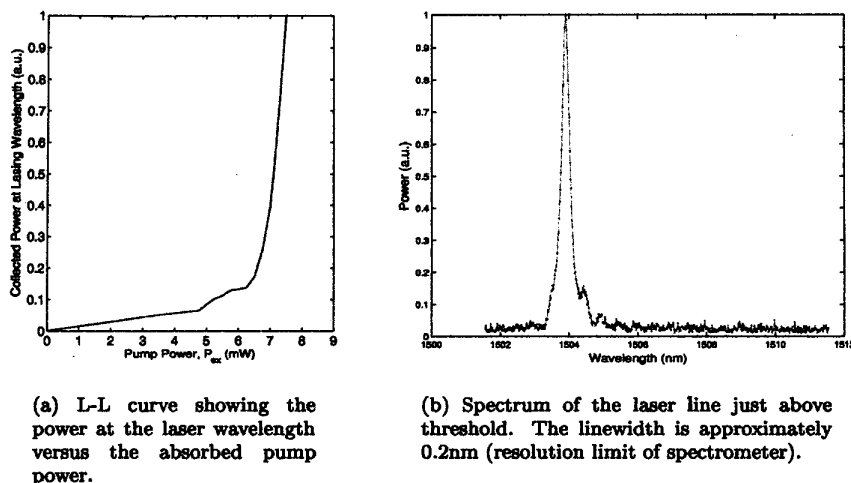 Collected Power at Lasing Wavelength (a.u.)
1
0.9
0.8
0.7
0.6
0.5
0.4
0.3
0.2
0.1
0
0 1 2 3 4 5 6 7 8 9
Pump Power, P_ex (mW)
(a) L-L curve showing the
power at the laser wavelength
versus the absorbed pump
power.
Power (a.u.)
1
0.9
0.8
0.7
0.6
0.5
0.4
0.3
0.2
0.1
0
1500 1502 1504 1506 1508 1510 1512
Wavelength (nm)
(b) Spectrum of the laser line just above
threshold. The linewidth is approximately
0.2nm (resolution limit of spectrometer).